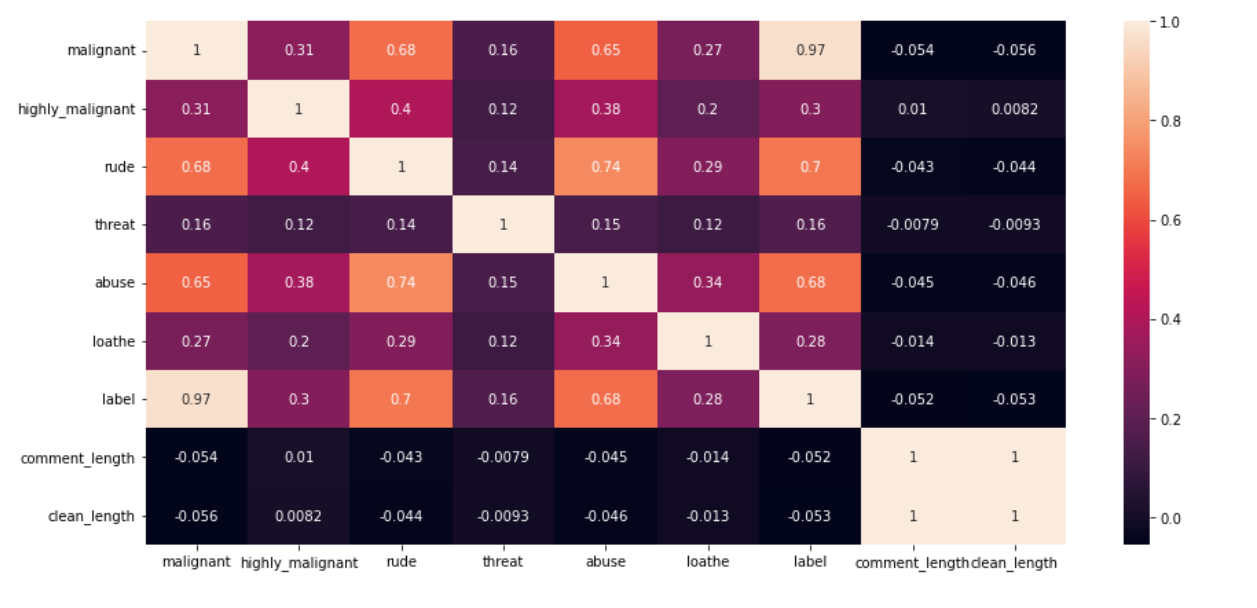 malignant 1 0.31 0.68 0.16 0.65 0.27 0.97 -0.054 -0.056 1.0
highly_malignant 0.31 1 0.4 0.12 0.38 0.2 0.3 0.01 0.0082 0.8
rude 0.68 0.4 1 0.14 0.74 0.29 0.7 -0.043 -0.044
threat 0.16 0.12 0.14 1 0.15 0.12 0.16 -0.0079 -0.0093 0.6
abuse 0.65 0.38 0.74 0.15 1 0.34 0.68 -0.045 -0.046
loathe 0.27 0.2 0.29 0.12 0.34 1 0.28 -0.014 -0.013 0.4
label 0.97 0.3 0.7 0.16 0.68 0.28 1 -0.052 -0.053 0.2
comment_length -0.054 0.01 -0.043 -0.0079 -0.045 -0.014 -0.052 1 1
clean_length -0.056 0.0082 -0.044 -0.0093 -0.046 -0.013 -0.053 1 1 0.0
malignant highly_malignant rude threat abuse loathe label comment_length clean_length